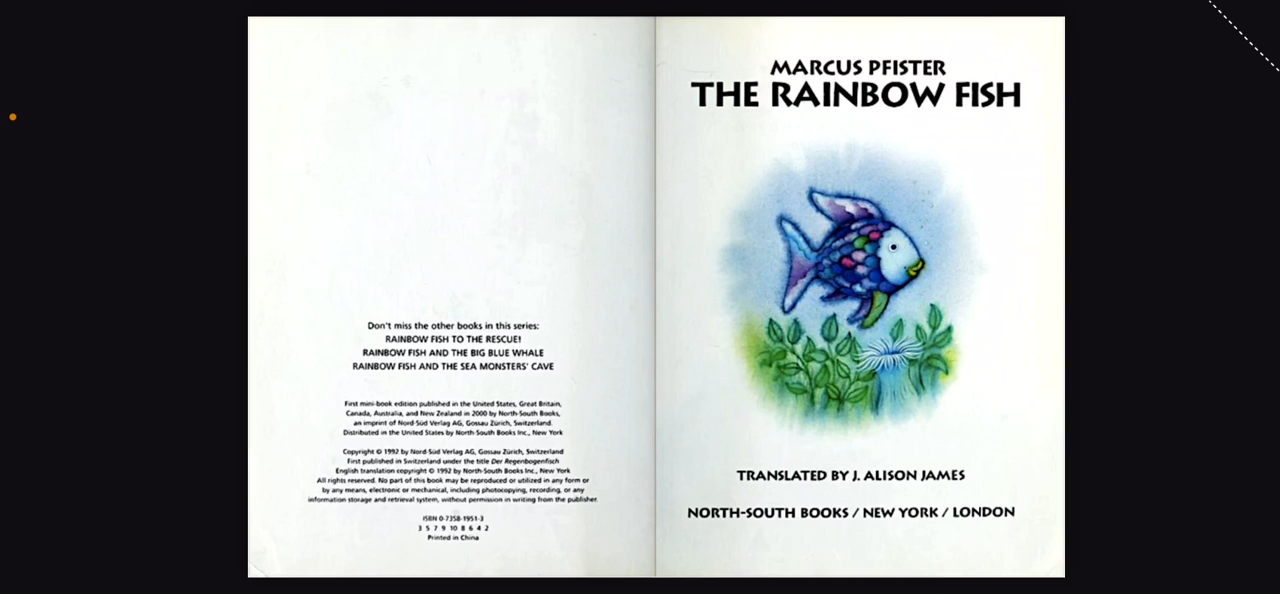 Don't miss the other books in this series:
RAINBOW FISH TO THE RESCUE!
RAINBOW FISH AND THE BIG BLUE WHALE
RAINBOW FISH AND THE SEA MONSTERS' CAVE
First mini-book edition published in the United States, Great Britain,
Canada, Australia, and New Zealand in 2000 by North-South Books,
an imprint of Nord-Süd Verlag AG, Gossau Zürich, Switzerland.
Distributed in the United States by North-South Books Inc., New York
Copyright © 1992 by Nord-Süd Verlag AG, Gossau Zürich, Switzerland
First published in Switzerland under the title Der Regenbogenfisch
English translation copyright © 1992 by North-South Books Inc., New York
All rights reserved. No part of this book may be reproduced or utilized in any form or
by any means, electronic or mechanical, including photocopying, recording, or any
information storage and retrieval system, without permission in writing from the publisher.
ISBN 0-7358-1951-3
3 5 7 9 10 8 6 4 2
Printed in China
MARCUS PFISTER
THE RAINBOW FISH
TRANSLATED BY J. ALISON JAMES
NORTH-SOUTH BOOKS / NEW YORK / LONDON